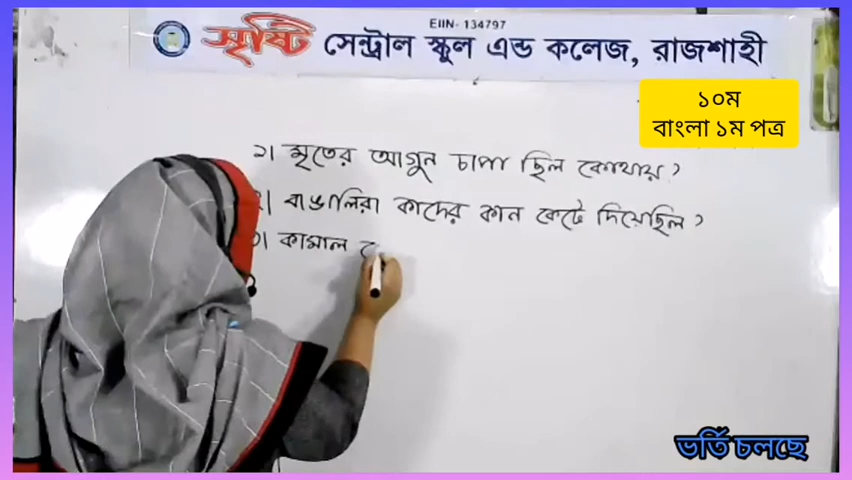 EIIN- 134797
সৃষ্টি সেন্ট্রাল স্কুল এন্ড কলেজ, রাজশাহী
১০ম
বাংলা ১ম পত্র
১। মৃতের আগুন চাপা ছিল কোথায়?
২। বাঙালিরা কাদের কান কেটে দিয়েছিল?
৩। কামাল
ভর্তি চলছে